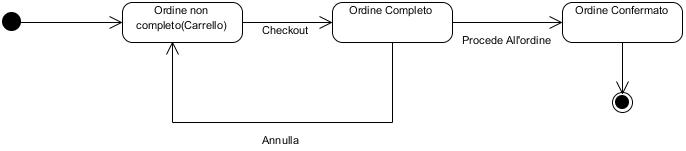 Ordine non
completo(Carrello)
Checkout
Ordine Completo
Procede All'ordine
Ordine Confermato
Annulla